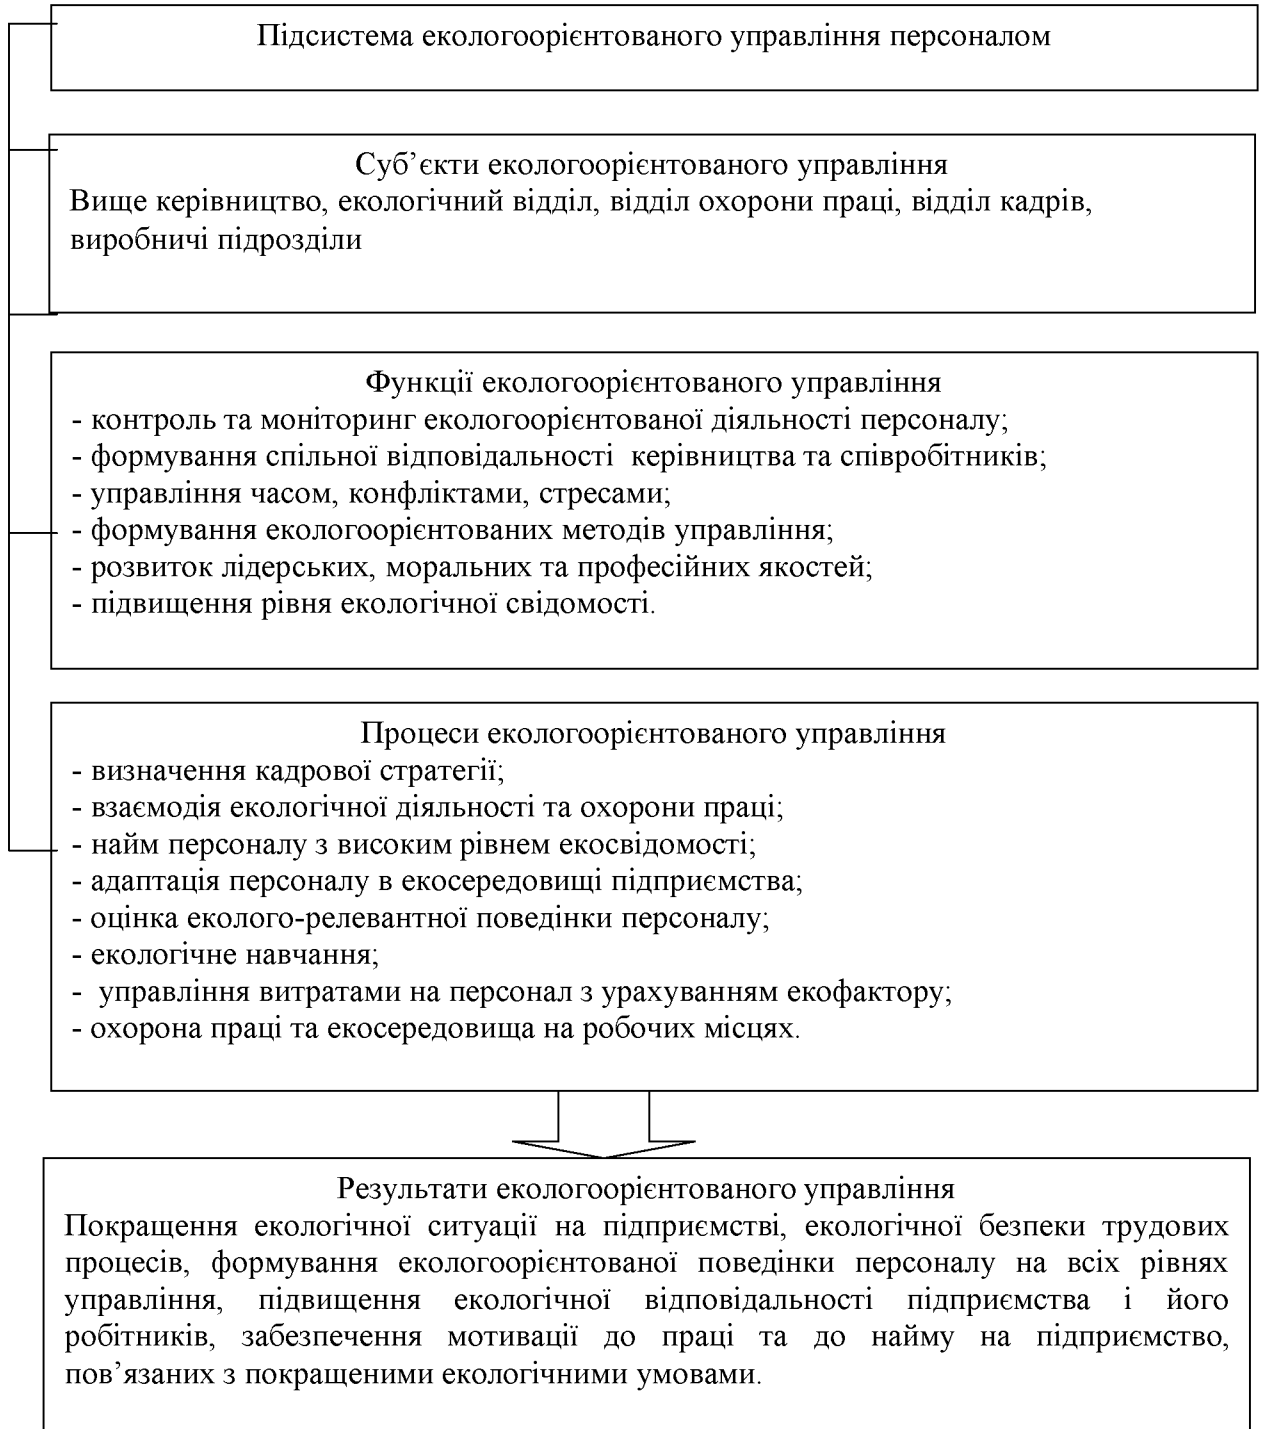 Підсистема екологоорієнтованого управління персоналом
Суб’єкти екологоорієнтованого управління
Вище керівництво, екологічний відділ, відділ охорони праці, відділ кадрів,
виробничі підрозділи
Функції екологоорієнтованого управління
- контроль та моніторинг екологоорієнтованої діяльності персоналу;
- формування спільної відповідальності керівництва та співробітників;
- управління часом, конфліктами, стресами;
- формування екологоорієнтованих методів управління;
- розвиток лідерських, моральних та професійних якостей;
- підвищення рівня екологічної свідомості.
Процеси екологоорієнтованого управління
- визначення кадрової стратегії;
- взаємодія екологічної діяльності та охорони праці;
- найм персоналу з високим рівнем екосвідомості;
- адаптація персоналу в екосередовищі підприємства;
- оцінка еколого-релевантної поведінки персоналу;
- екологічне навчання;
- управління витратами на персонал з урахуванням екофактору;
- охорона праці та екосередовища на робочих місцях.
Результати екологоорієнтованого управління
Покращення екологічної ситуації на підприємстві, екологічної безпеки трудових
процесів, формування екологоорієнтованої поведінки персоналу на всіх рівнях
управління, підвищення екологічної відповідальності підприємства і його
робітників, забезпечення мотивації до праці та до найму на підприємство,
пов’язаних з покращеними екологічними умовами.